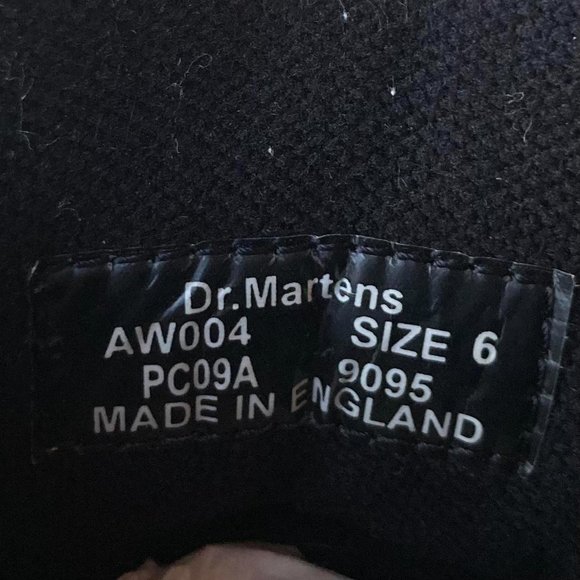 Dr.Martens
AW004 SIZE 6
PC09A 9095
MADE IN ENGLAND